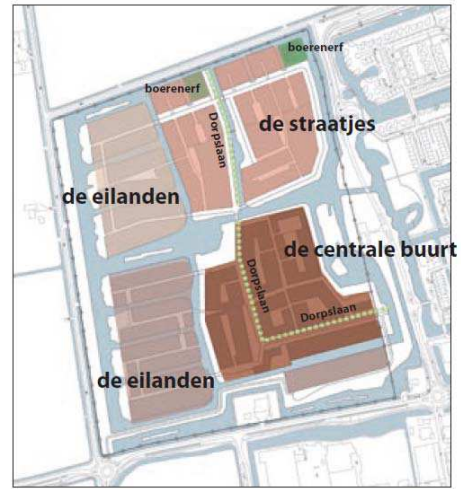 boerenerf
boerenerf
Dorpslaan
de straatjes
de eilanden
de centrale buurt
Dorpslaan
Dorpslaan
de eilanden